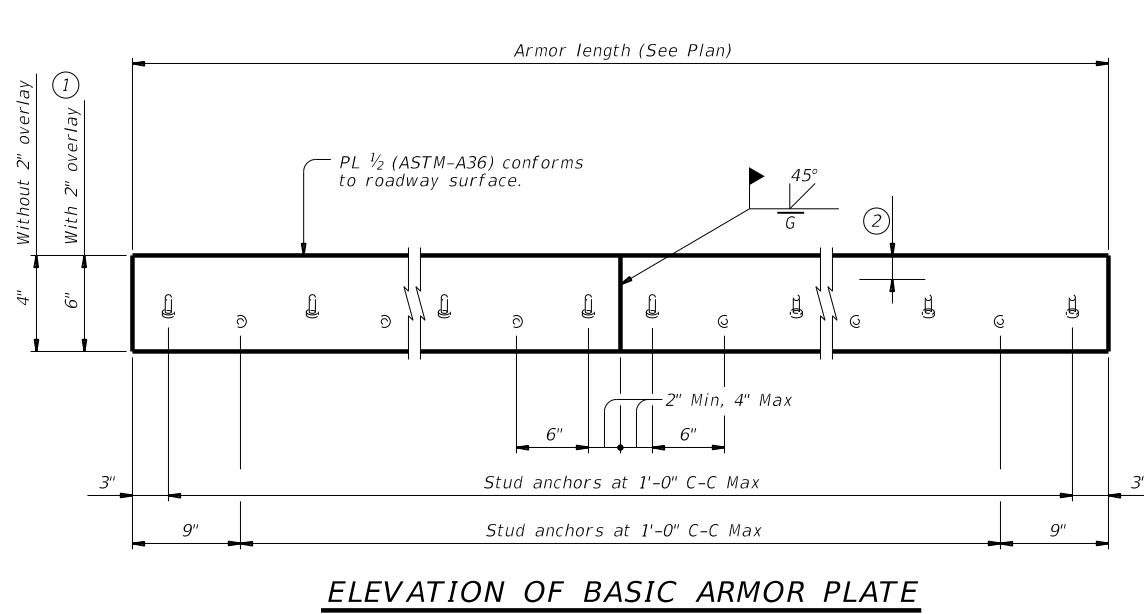 Armor length (See Plan)
Without 2" overlay
1
With 2" overlay
PL ½ (ASTM-A36) conforms
to roadway surface.
45°
G
2
4"
6"
2" Min, 4" Max
6"
6"
3"
Stud anchors at 1'-0" C-C Max
3"
9"
Stud anchors at 1'-0" C-C Max
9"
ELEVATION OF BASIC ARMOR PLATE